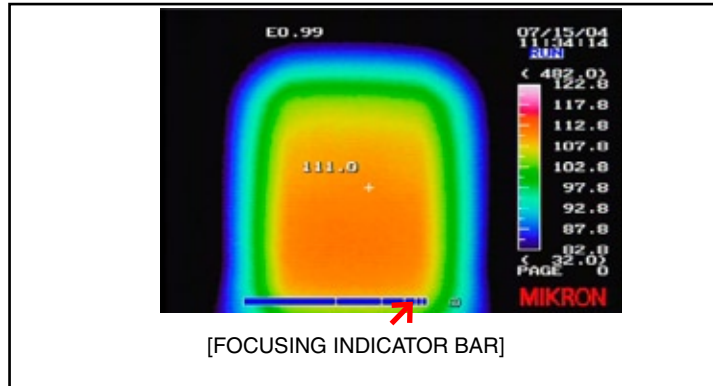 E0.99
07/15/04
11:34:14
RUN
( 482.0)
122.8
117.8
112.8
107.8
102.8
97.8
92.8
87.8
82.8
( 32.0)
PAGE 0
111.0
MIKRON
[FOCUSING INDICATOR BAR]